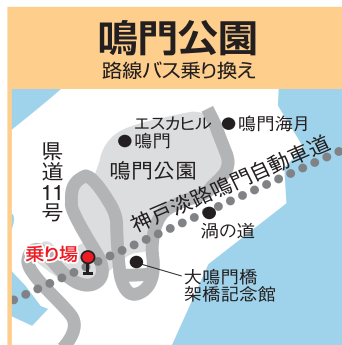 鳴門公園
路線バス乗り換え
エスカヒル
鳴門
鳴門海月
県道11号
鳴門公園
神戸淡路鳴門自動車道
渦の道
乗り場
大鳴門橋
架橋記念館